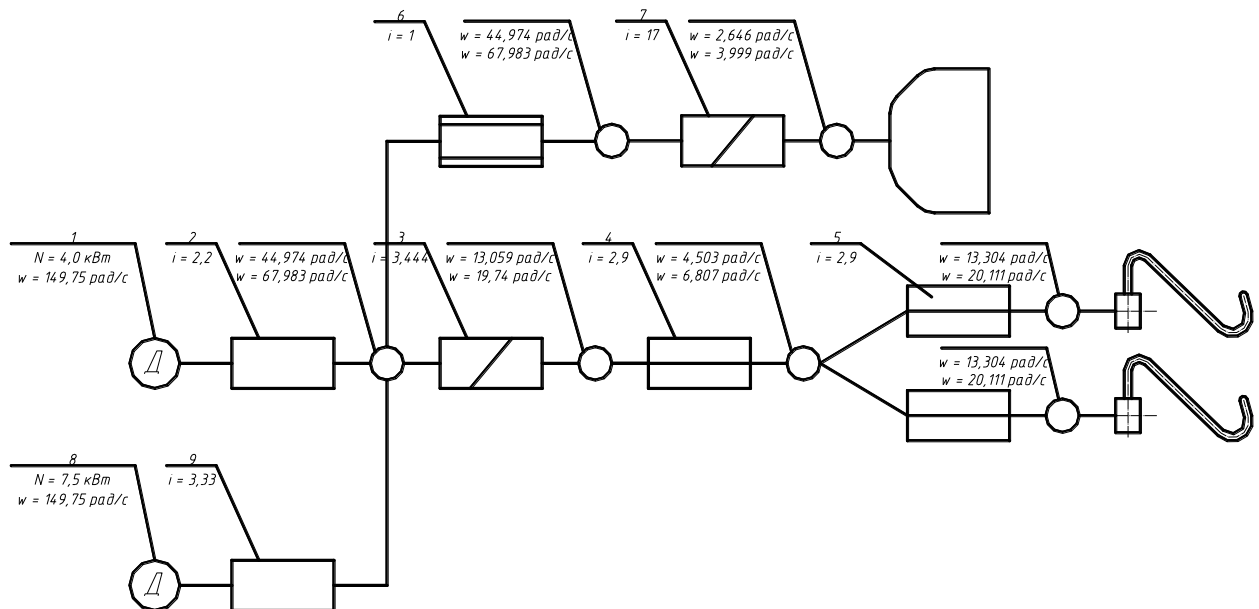 6
i = 1
w = 44,974 рад/с
w = 67,983 рад/с
7
i = 17
w = 2,646 рад/с
w = 3,999 рад/с
1
N = 4,0 кВт
w = 149,75 рад/с
2
i = 2,2
w = 44,974 рад/с
w = 67,983 рад/с
3
i = 3,444
w = 13,059 рад/с
w = 19,74 рад/с
4
i = 2,9
w = 4,503 рад/с
w = 6,807 рад/с
5
i = 2,9
w = 13,304 рад/с
w = 20,111 рад/с
Д
w = 13,304 рад/с
w = 20,111 рад/с
8
N = 7,5 кВт
w = 149,75 рад/с
9
i = 3,33
Д